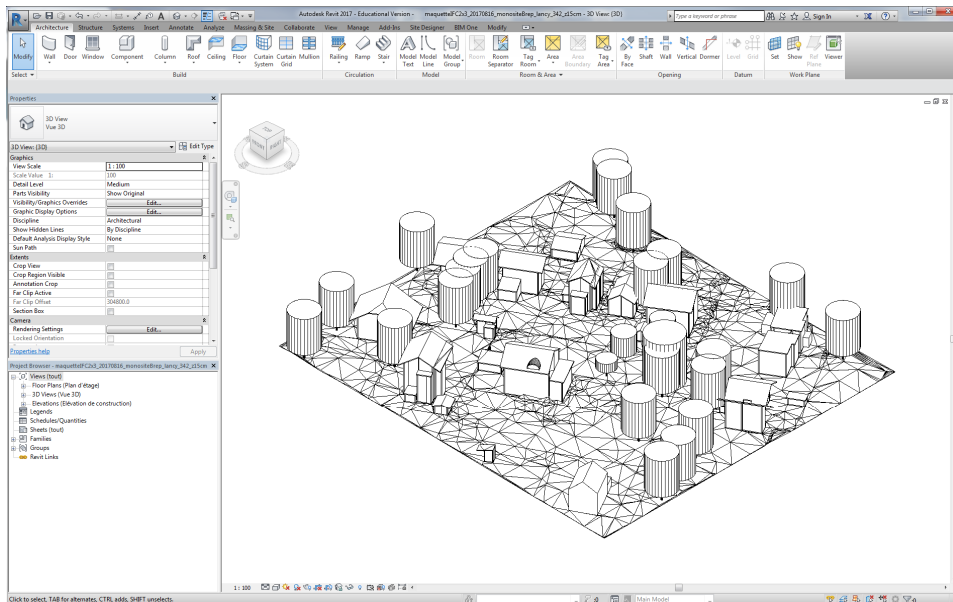 Autodesk Revit 2017 - Educational Version - maquetteIFC2x3_20170816_monositeBrep_lancy_342_z15cm - 3D View: {3D}
Type a keyword or phrase
Sign In
Architecture Structure Systems Insert Annotate Analyze Massing & Site Collaborate View Manage Add-Ins Site Designer BIM One Modify
Modify Wall Door Window Component Column Roof Ceiling Floor Curtain System Curtain Grid Mullion Railing Ramp Stair Model Text Model Line Model Group Room Room Separator Tag Room Area Area Boundary Tag Area By Face Shaft Wall Vertical Dormer Level Grid Set Show Ref Plane Viewer
Select Build Circulation Model Room & Area Opening Datum Work Plane
Properties
3D View
Vue 3D
3D View: {3D} Edit Type
Graphics
View Scale 1 : 100
Scale Value 1: 100
Detail Level Medium
Parts Visibility Show Original
Visibility/Graphics Overrides Edit...
Graphic Display Options Edit...
Discipline Architectural
Show Hidden Lines By Discipline
Default Analysis Display Style None
Sun Path
Extents
Crop View
Crop Region Visible
Annotation Crop
Far Clip Active
Far Clip Offset 304800.0
Section Box
Camera
Rendering Settings Edit...
Locked Orientation
Properties help Apply
Project Browser - maquetteIFC2x3_20170816_monositeBrep_lancy_342_z15cm
Views (tout)
Floor Plans (Plan d'étage)
3D Views (Vue 3D)
Elevations (Elévation de construction)
Legends
Schedules/Quantities
Sheets (tout)
Families
Groups
Revit Links
TOP
FRONT
RIGHT
1 : 100
Click to select, TAB for alternates, CTRL adds, SHIFT unselects.
Main Model